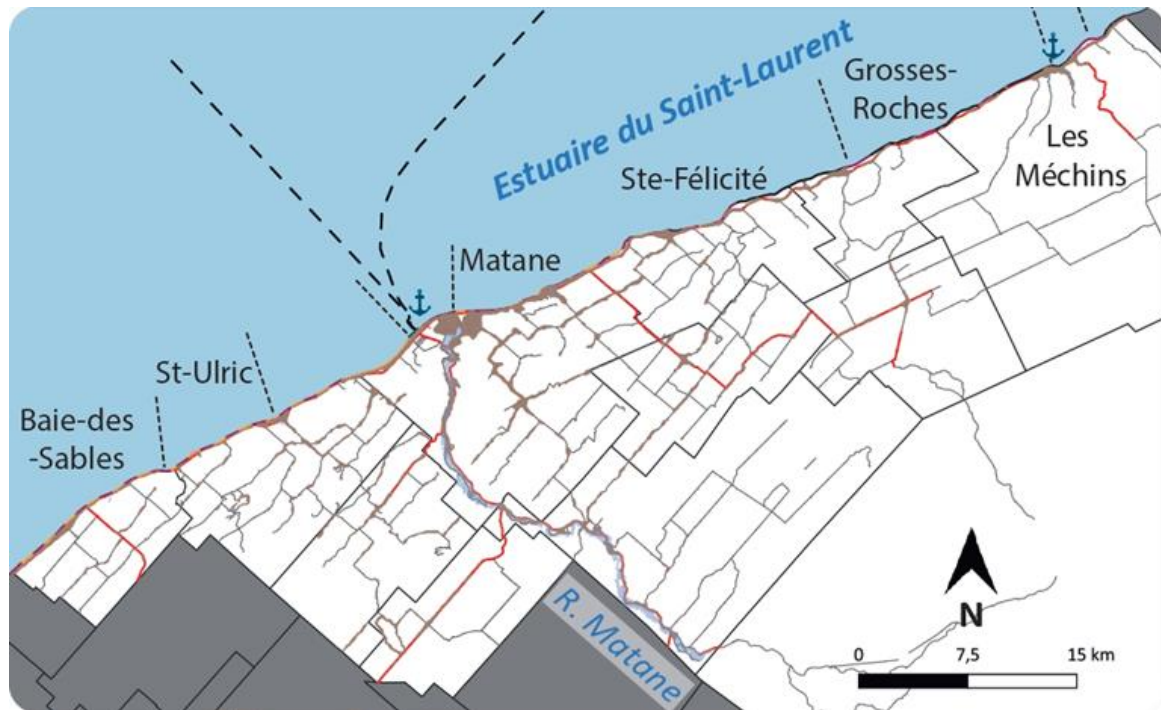 Estuaire du Saint-Laurent
Grosses-
Roches
Les
Méchins
Ste-Félicité
Matane
St-Ulric
Baie-des
-Sables
R. Matane
N
0 7,5 15 km